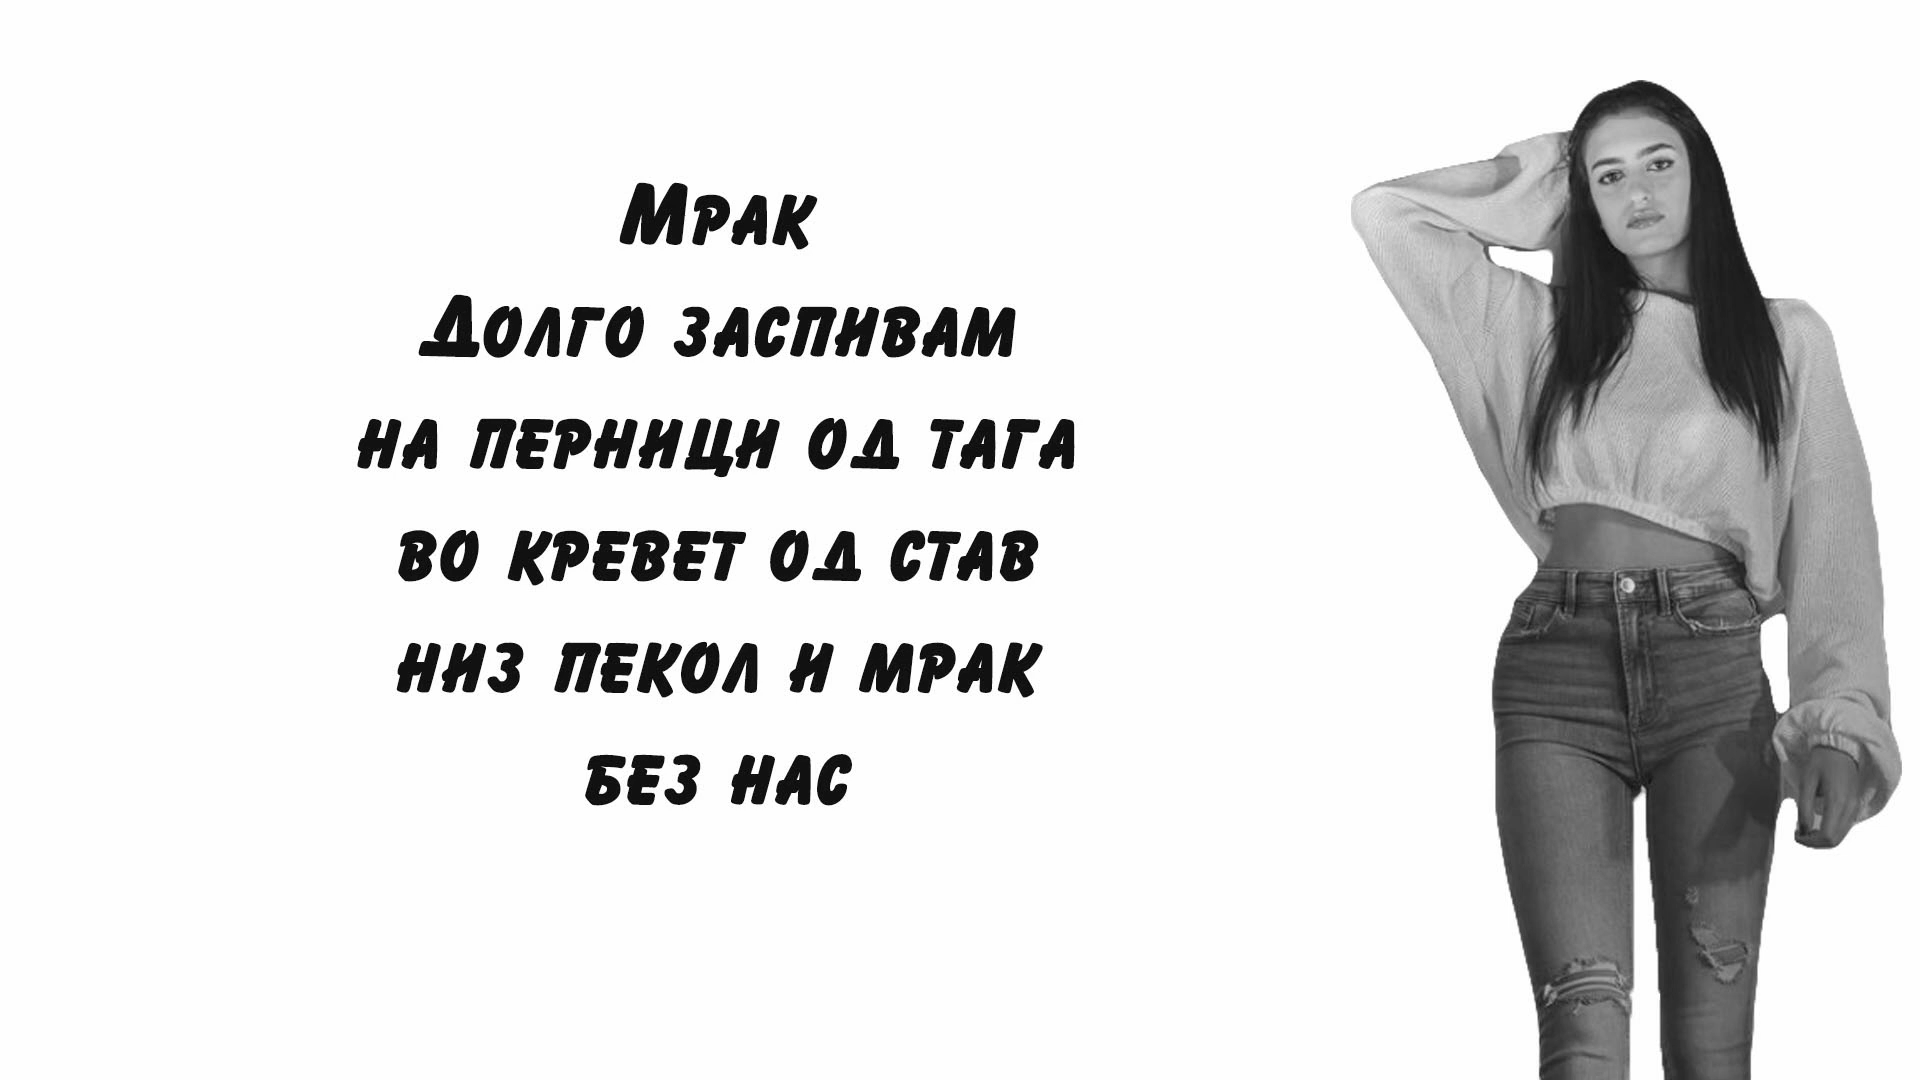 Мрак
Долго заспивам
на перници од тага
во кревет од став
низ пекол и мрак
без нас